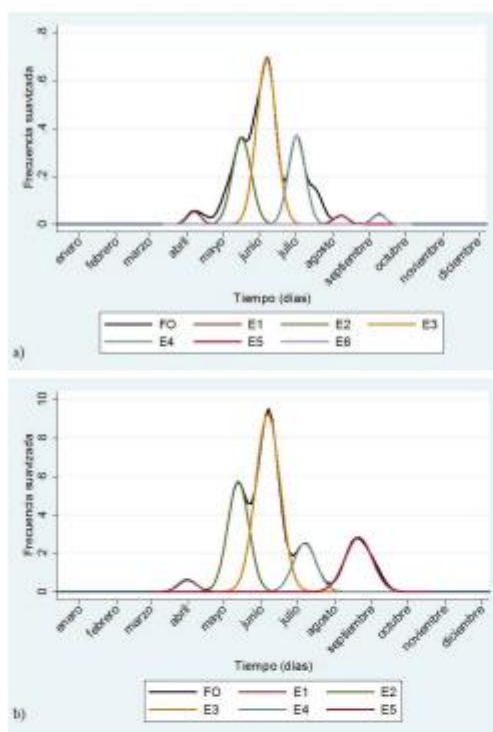 .8
.6
.4
.2
0
Frecuencia suavizada
enero febrero marzo abril mayo junio julio agosto septiembre octubre noviembre diciembre
Tiempo (días)
FO E1 E2 E3
E4 E5 E6
a)
10
8
6
4
2
0
Frecuencia suavizada
enero febrero marzo abril mayo junio julio agosto septiembre octubre noviembre diciembre
Tiempo (días)
FO E1 E2
E3 E4 E5
b)